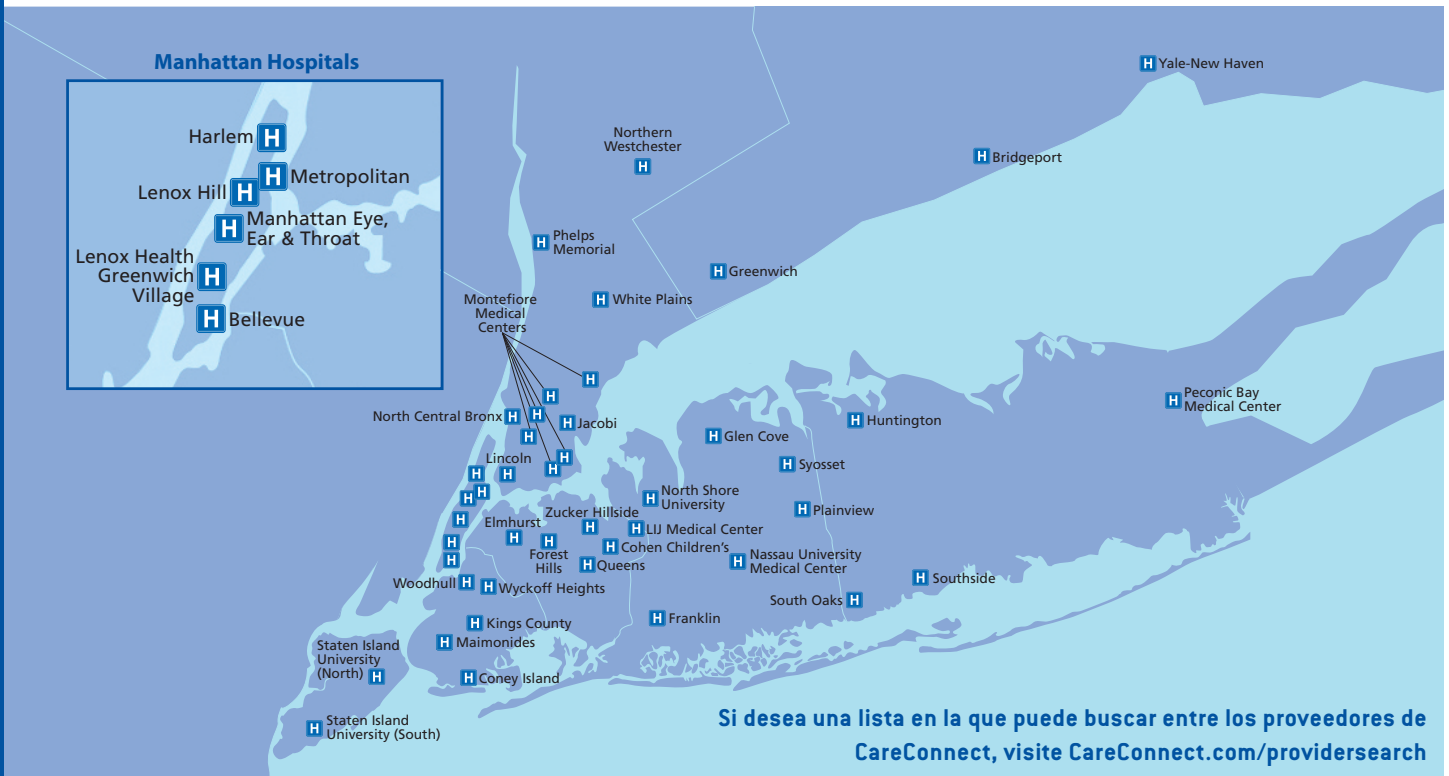 Manhattan Hospitals
Harlem H
H Metropolitan
Lenox Hill H
H Manhattan Eye,
Ear & Throat
Lenox Health
Greenwich H
Village
H Bellevue
H Yale-New Haven
Northern
Westchester
H
H Bridgeport
H Phelps
Memorial
H Greenwich
H White Plains
Montefiore
Medical
Centers
H
H
H
H
H
H
North Central Bronx H
H Jacobi
Lincoln
H
H
H
H
H
H
H
H Glen Cove
H Huntington
H Peconic Bay
Medical Center
H Syosset
H North Shore
University
H Plainview
Zucker Hillside
H
Elmhurst
H
H
Forest
Hills
H LIJ Medical Center
H Cohen Children's
H Queens
H Nassau University
Medical Center
Woodhull H
H Wyckoff Heights
H Southside
South Oaks H
H Franklin
H Kings County
H Maimonides
Staten Island
University
(North) H
H Coney Island
H Staten Island
University (South)
Si desea una lista en la que puede buscar entre los proveedores de
CareConnect, visite CareConnect.com/providersearch